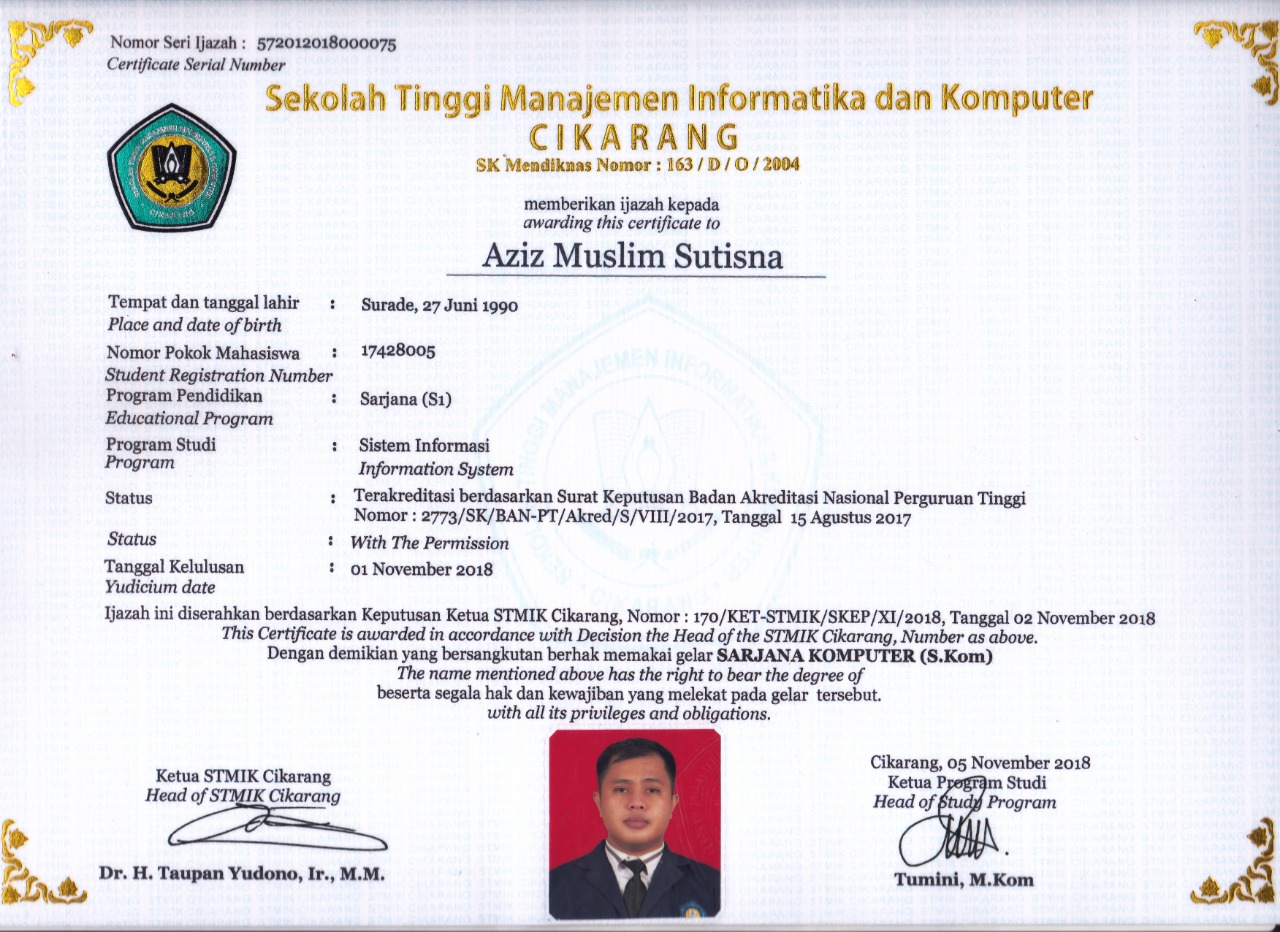 Nomor Seri Ijazah : 572012018000075
Certificate Serial Number
Sekolah Tinggi Manajemen Informatika dan Komputer
CIKARANG
SK Mendiknas Nomor : 163 / D / O / 2004
CIKARANG
memberikan ijazah kepada
awarding this certificate to
Aziz Muslim Sutisna
Tempat dan tanggal lahir : Surade, 27 Juni 1990
Place and date of birth
Nomor Pokok Mahasiswa : 17428005
Student Registration Number
Program Pendidikan : Sarjana (S1)
Educational Program
Program Studi : Sistem Informasi
Program Information System
Status : Terakreditasi berdasarkan Surat Keputusan Badan Akreditasi Nasional Perguruan Tinggi
Nomor : 2773/SK/BAN-PT/Akred/S/VIII/2017, Tanggal 15 Agustus 2017
Status : With The Permission
Tanggal Kelulusan : 01 November 2018
Yudicium date
Ijazah ini diserahkan berdasarkan Keputusan Ketua STMIK Cikarang, Nomor : 170/KET-STMIK/SKEP/XI/2018, Tanggal 02 November 2018
This Certificate is awarded in accordance with Decision the Head of the STMIK Cikarang, Number as above.
Dengan demikian yang bersangkutan berhak memakai gelar SARJANA KOMPUTER (S.Kom)
The name mentioned above has the right to bear the degree of
beserta segala hak dan kewajiban yang melekat pada gelar tersebut.
with all its privileges and obligations.
Ketua STMIK Cikarang
Head of STMIK Cikarang
Dr. H. Taupan Yudono, Ir., M.M.
Cikarang, 05 November 2018
Ketua Program Studi
Head of Study Program
Tumini, M.Kom